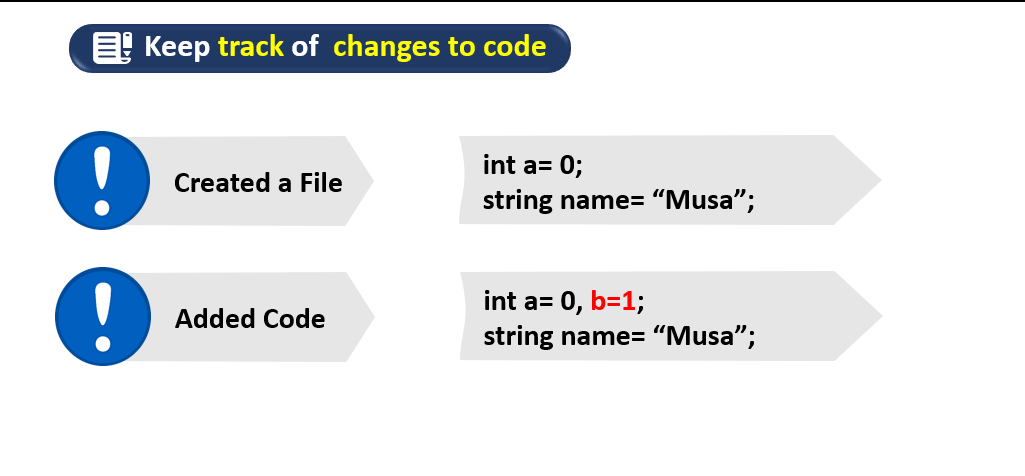 Keep track of changes to code
Created a File
int a= 0;
string name= “Musa”;
Added Code
int a= 0, b=1;
string name= “Musa”;